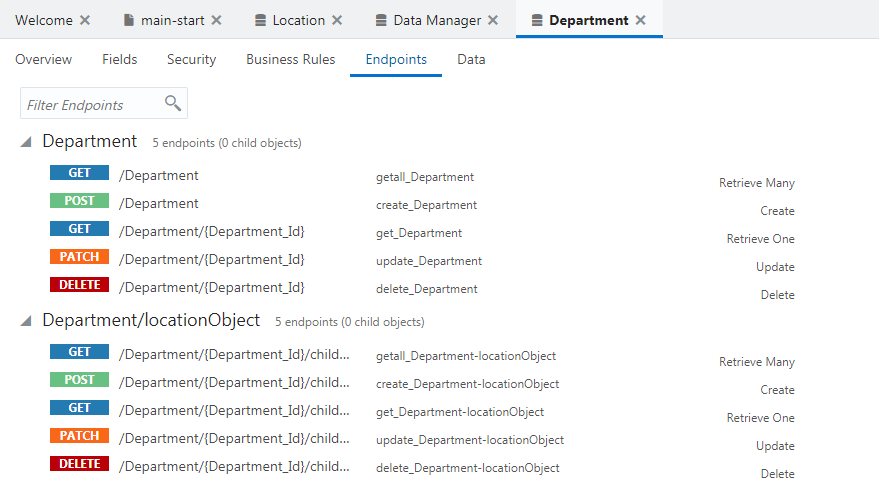 Welcome main-start Location Data Manager Department
Overview Fields Security Business Rules Endpoints Data
Filter Endpoints
Department 5 endpoints (0 child objects)
GET /Department getall_Department Retrieve Many
POST /Department create_Department Create
GET /Department/{Department_Id} get_Department Retrieve One
PATCH /Department/{Department_Id} update_Department Update
DELETE /Department/{Department_Id} delete_Department Delete
Department/locationObject 5 endpoints (0 child objects)
GET /Department/{Department_Id}/child... getall_Department-locationObject Retrieve Many
POST /Department/{Department_Id}/child... create_Department-locationObject Create
GET /Department/{Department_Id}/child... get_Department-locationObject Retrieve One
PATCH /Department/{Department_Id}/child... update_Department-locationObject Update
DELETE /Department/{Department_Id}/child... delete_Department-locationObject Delete